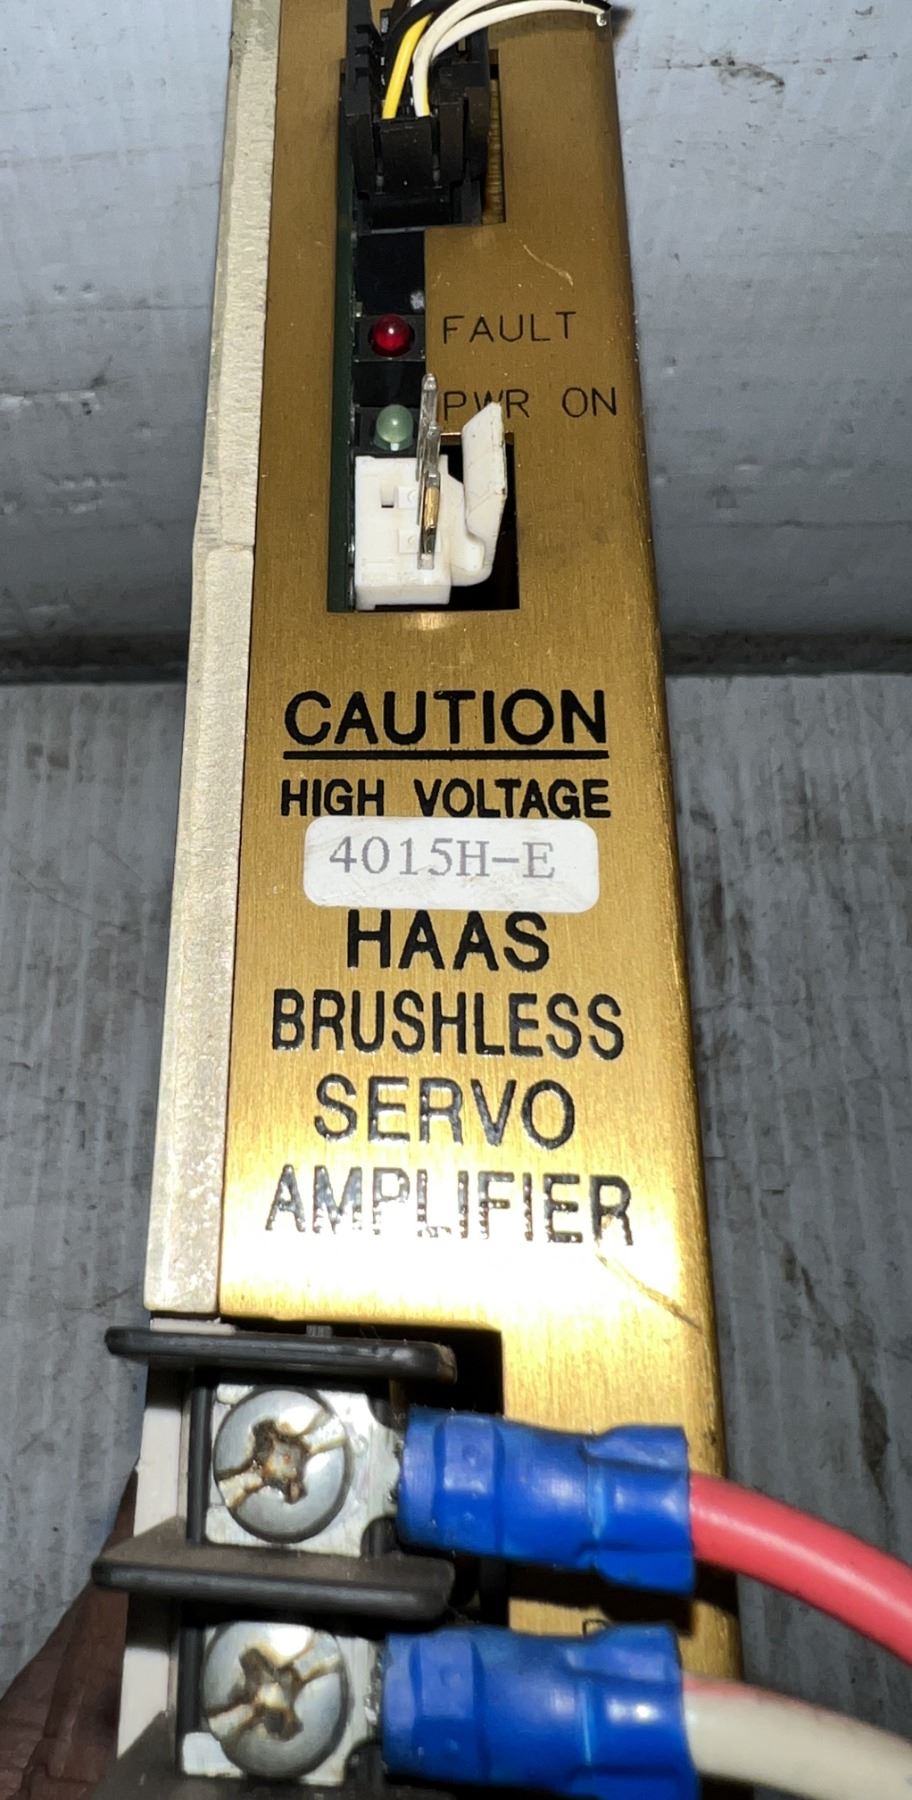 FAULT
PWR ON
CAUTION
HIGH VOLTAGE
4015H-E
HAAS
BRUSHLESS
SERVO
AMPLIFIER